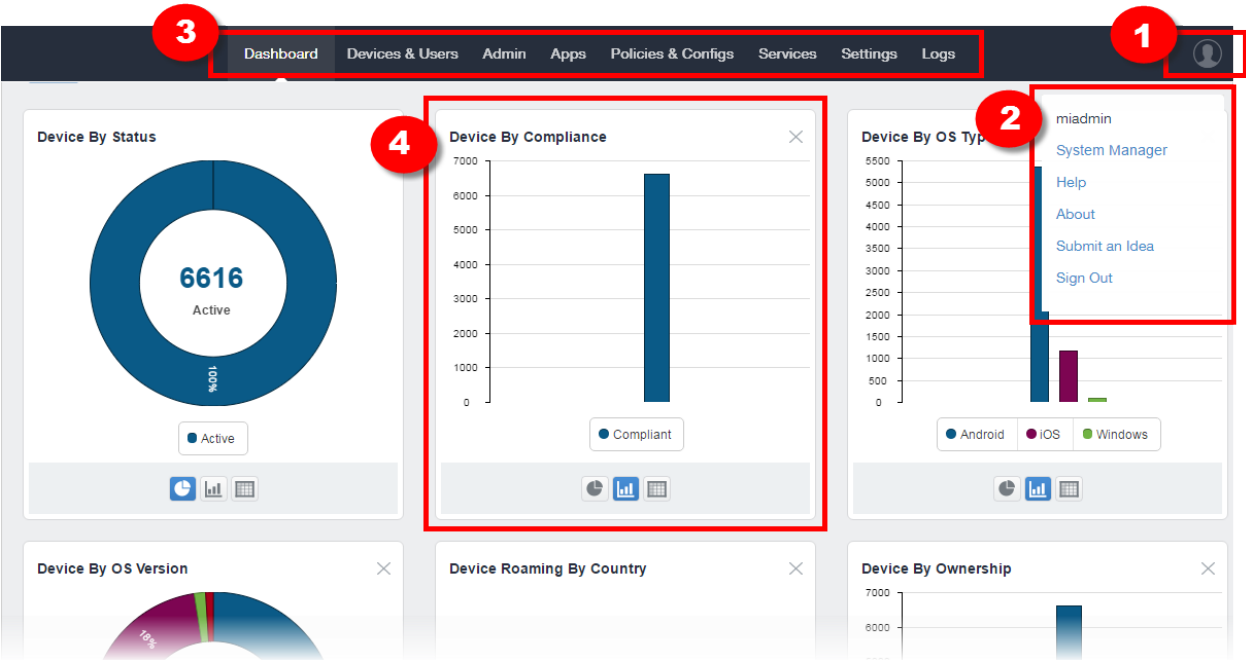 3
1
Dashboard Devices & Users Admin Apps Policies & Configs Services Settings Logs
2
miadmin
System Manager
Help
About
Submit an Idea
Sign Out
Device By Status
6616
Active
100%
Active
4
Device By Compliance
7000
6000
5000
4000
3000
2000
1000
0
Compliant
Device By OS Typ
5500
5000
4500
4000
3500
3000
2500
2000
1500
1000
500
0
Android iOS Windows
Device By OS Version
18%
Device Roaming By Country
Device By Ownership
7000
6000